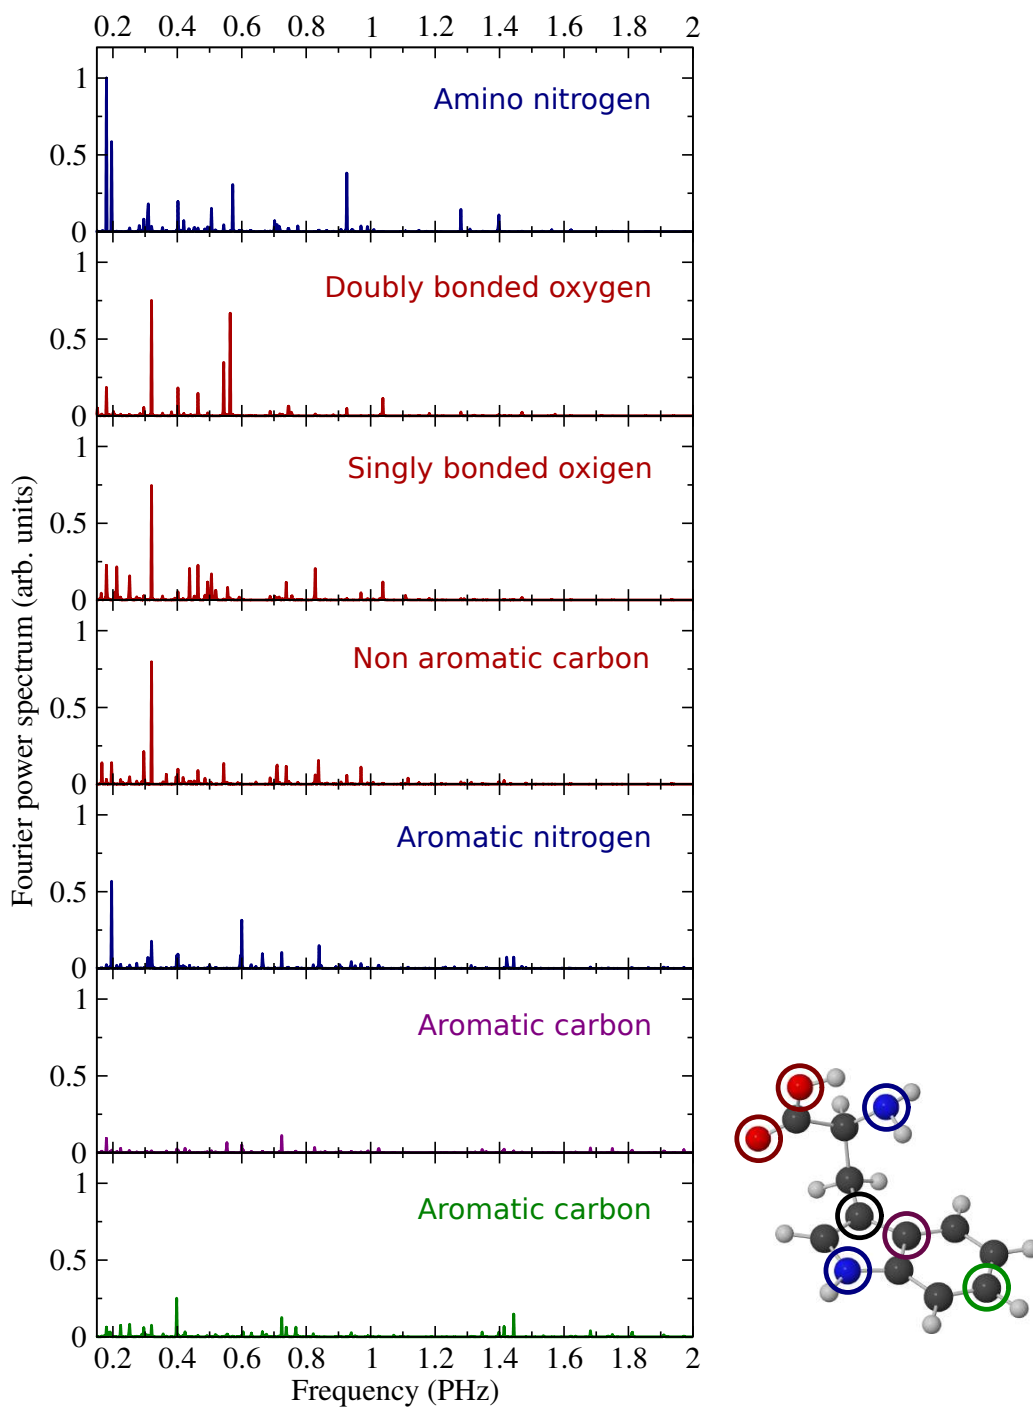 0.2 0.4 0.6 0.8 1 1.2 1.4 1.6 1.8 2
1
Amino nitrogen
0.5
0
1
Doubly bonded oxygen
0.5
0
1
Singly bonded oxigen
0.5
0
1
Non aromatic carbon
0.5
0
Fourier power spectrum (arb. units)
1
Aromatic nitrogen
0.5
0
1
Aromatic carbon
0.5
0
1
Aromatic carbon
0.5
0
0.2 0.4 0.6 0.8 1 1.2 1.4 1.6 1.8 2
Frequency (PHz)